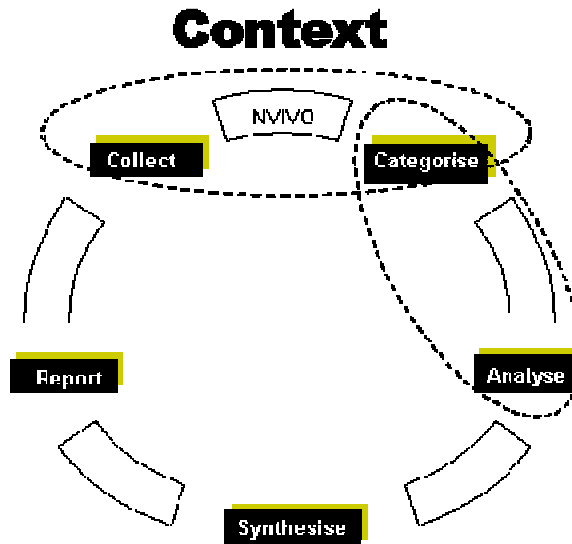 Context
NVIVO
Collect
Categorise
Report
Analyse
Synthesise